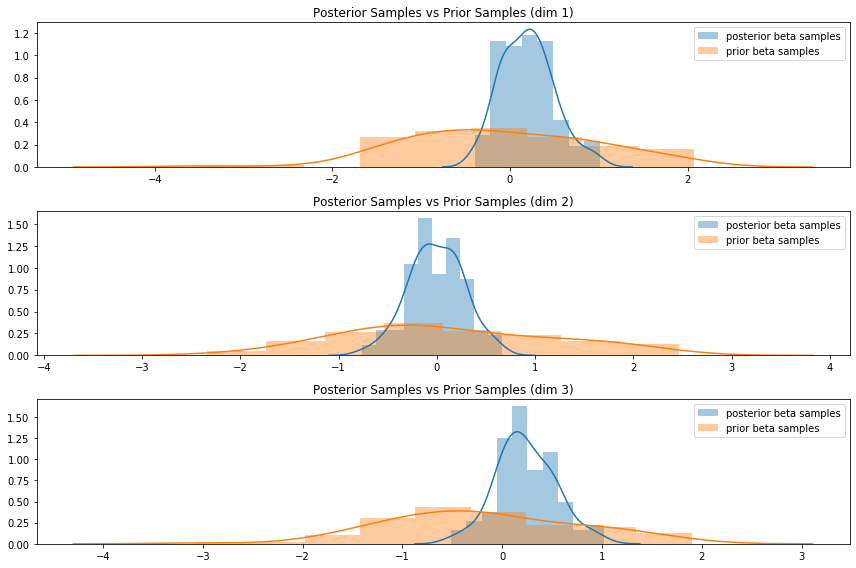 Posterior Samples vs Prior Samples (dim 1)
1.2
1.0
0.8
0.6
0.4
0.2
0.0
posterior beta samples
prior beta samples
−4 −2 0 2
Posterior Samples vs Prior Samples (dim 2)
1.50
1.25
1.00
0.75
0.50
0.25
0.00
posterior beta samples
prior beta samples
−4 −3 −2 −1 0 1 2 3 4
Posterior Samples vs Prior Samples (dim 3)
1.50
1.25
1.00
0.75
0.50
0.25
0.00
posterior beta samples
prior beta samples
−4 −3 −2 −1 0 1 2 3